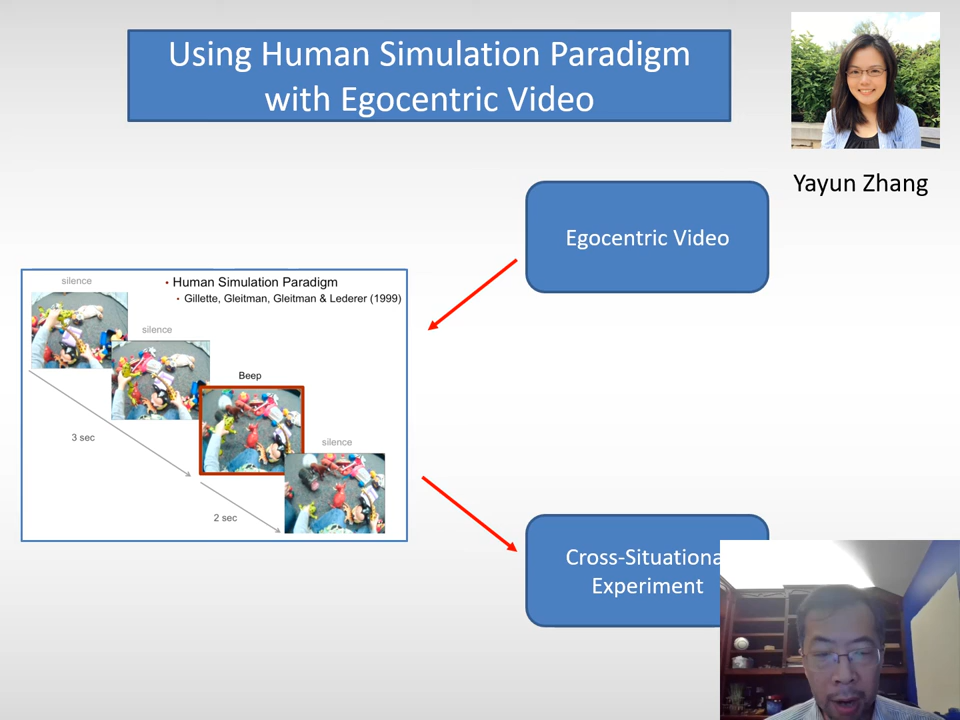 Using Human Simulation Paradigm
with Egocentric Video
Yayun Zhang
Egocentric Video
silence
• Human Simulation Paradigm
• Gillette, Gleitman, Gleitman & Lederer (1999)
silence
Beep
silence
3 sec
2 sec
Cross-Situationa
Experiment